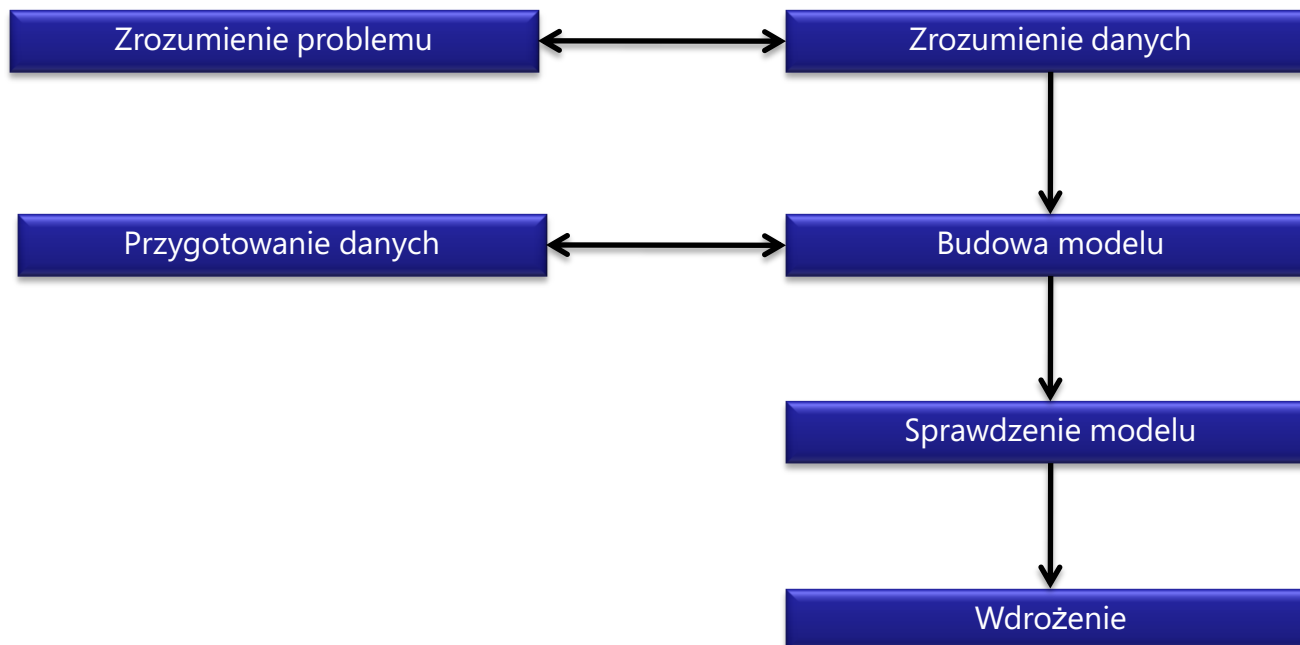 Zrozumienie problemu
Zrozumienie danych
Przygotowanie danych
Budowa modelu
Sprawdzenie modelu
Wdrożenie